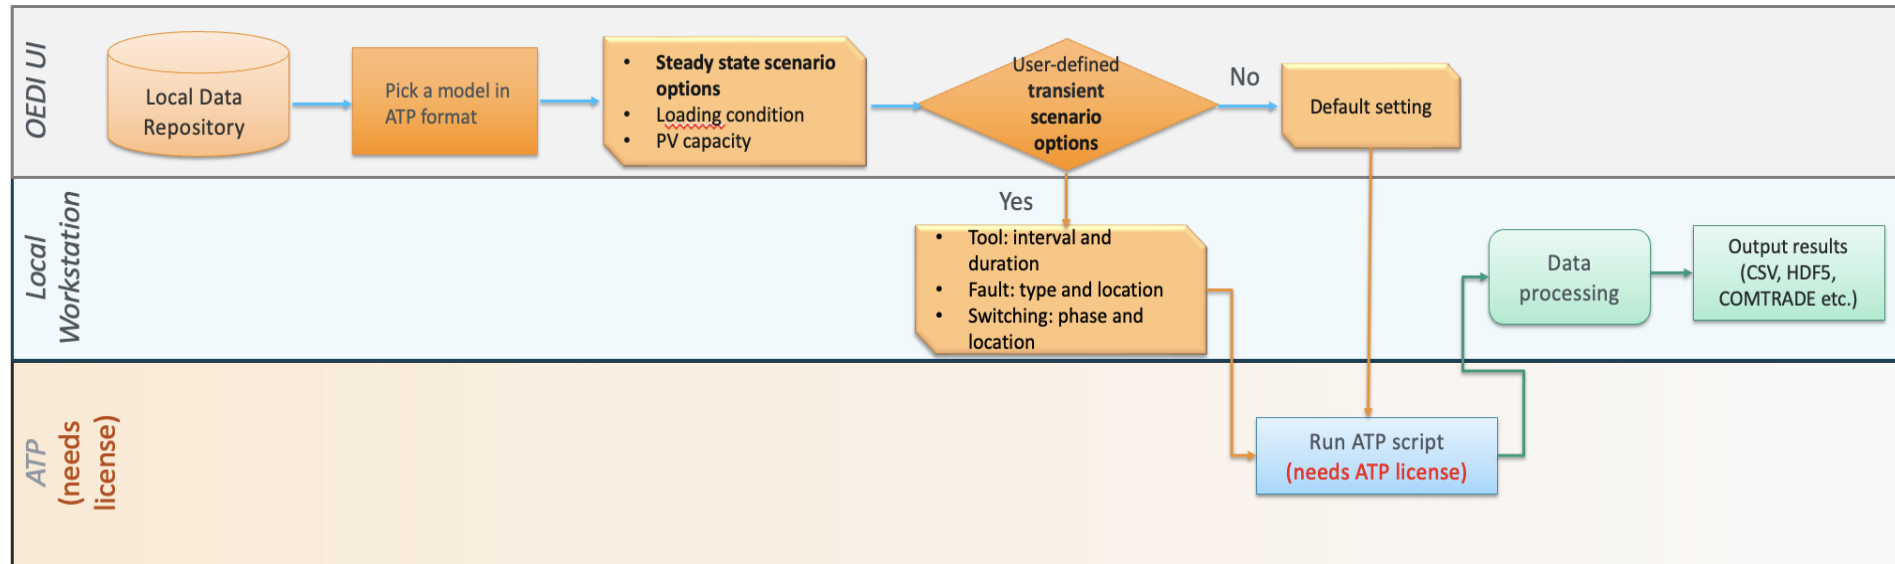 OEDI UI
Local Data
Repository
Pick a model in
ATP format
• Steady state scenario
options
• Loading condition
• PV capacity
User-defined
transient
scenario
options
No
Default setting
Local
Workstation
Yes
• Tool: interval and
duration
• Fault: type and location
• Switching: phase and
location
Data
processing
Output results
(CSV, HDF5,
COMTRADE etc.)
ATP
(needs
license)
Run ATP script
(needs ATP license)